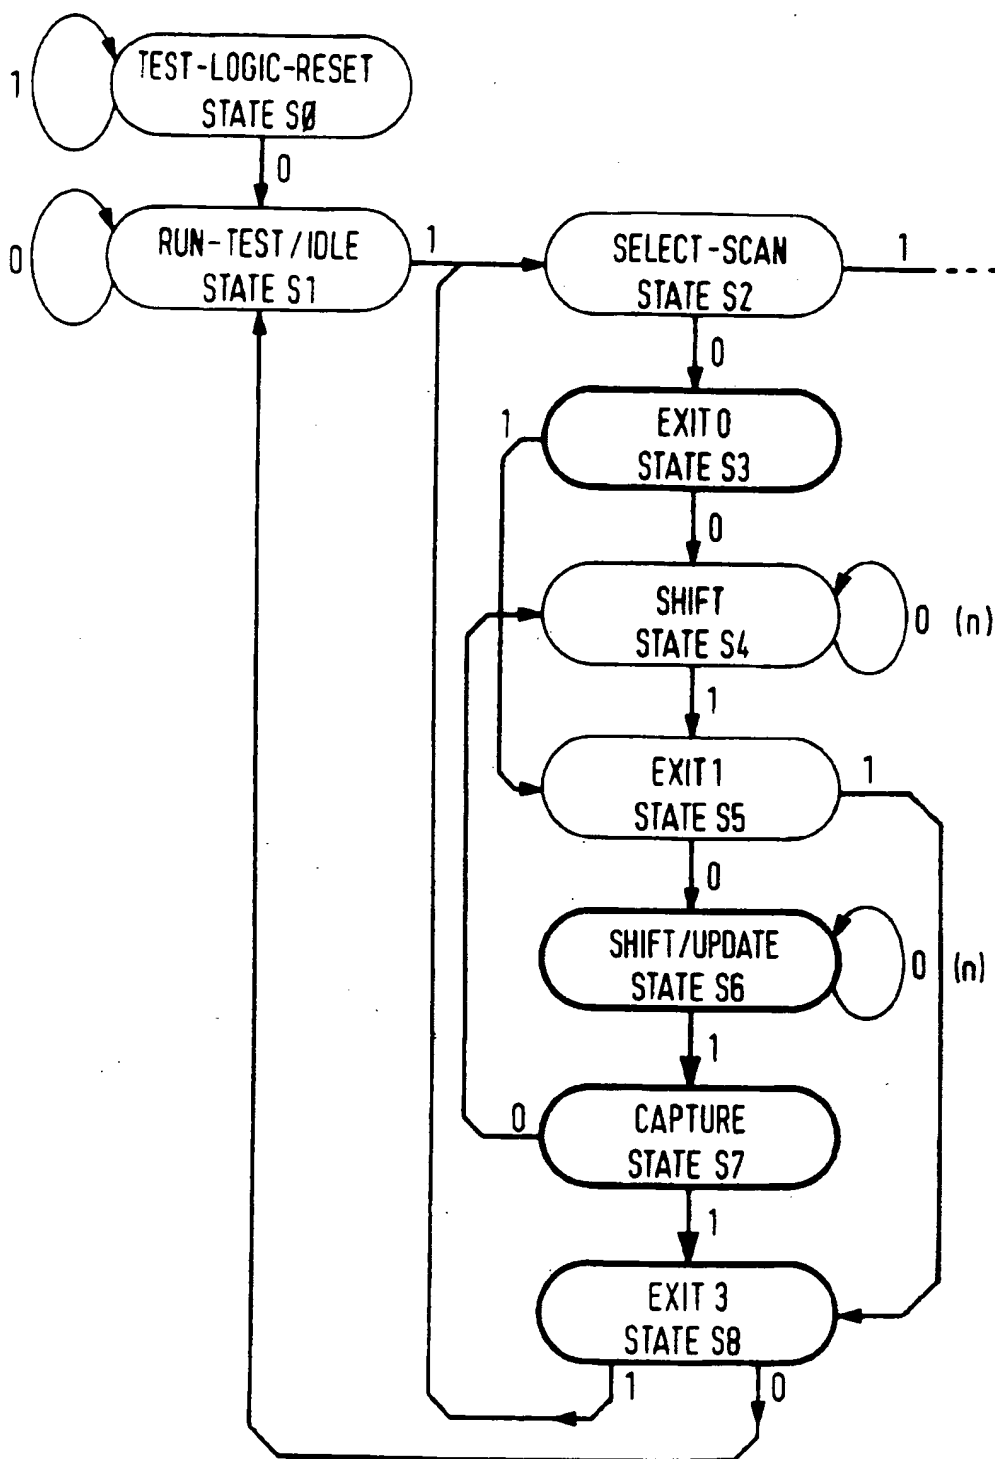 1
TEST-LOGIC-RESET
STATE SØ
0
0
RUN-TEST/IDLE
STATE S1
1
SELECT-SCAN
STATE S2
1
0
1
EXIT 0
STATE S3
0
SHIFT
STATE S4
0 (n)
1
EXIT 1
STATE S5
1
0
SHIFT/UPDATE
STATE S6
0 (n)
1
0
CAPTURE
STATE S7
1
EXIT 3
STATE S8
1
0